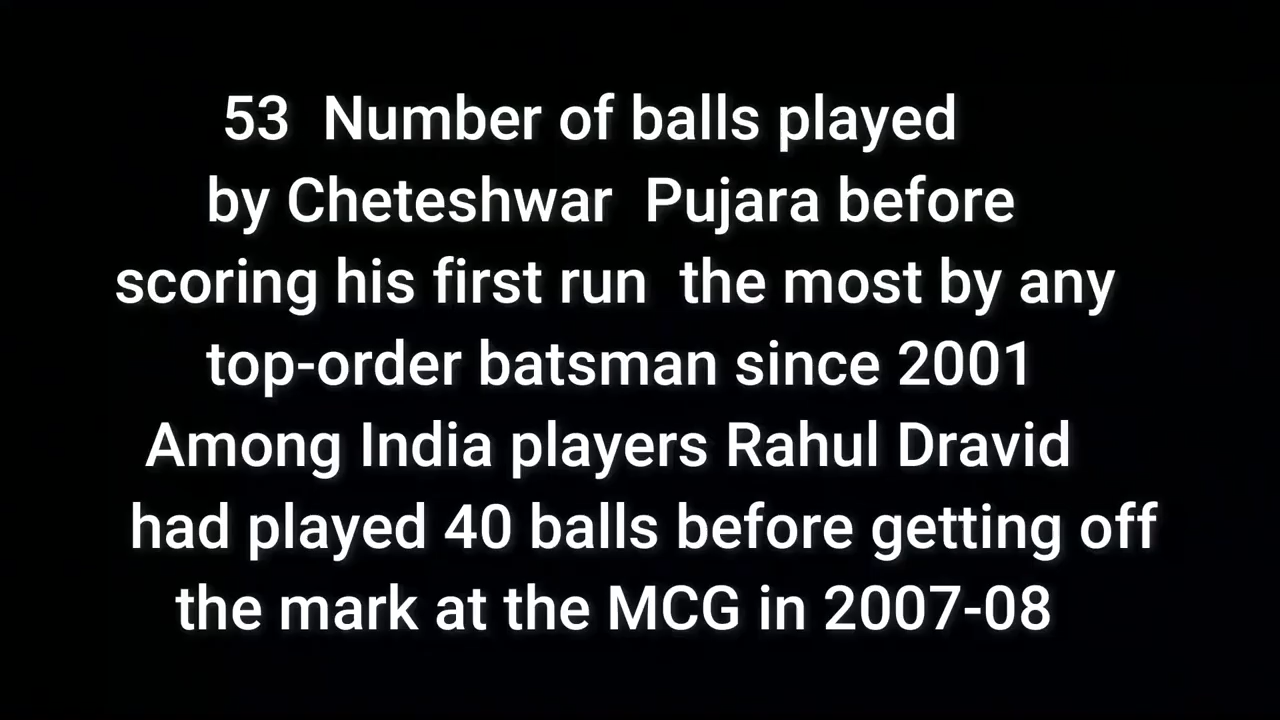 53  Number of balls played
by Cheteshwar  Pujara before
scoring his first run  the most by any
top-order batsman since 2001
Among India players Rahul Dravid
had played 40 balls before getting off
the mark at the MCG in 2007-08